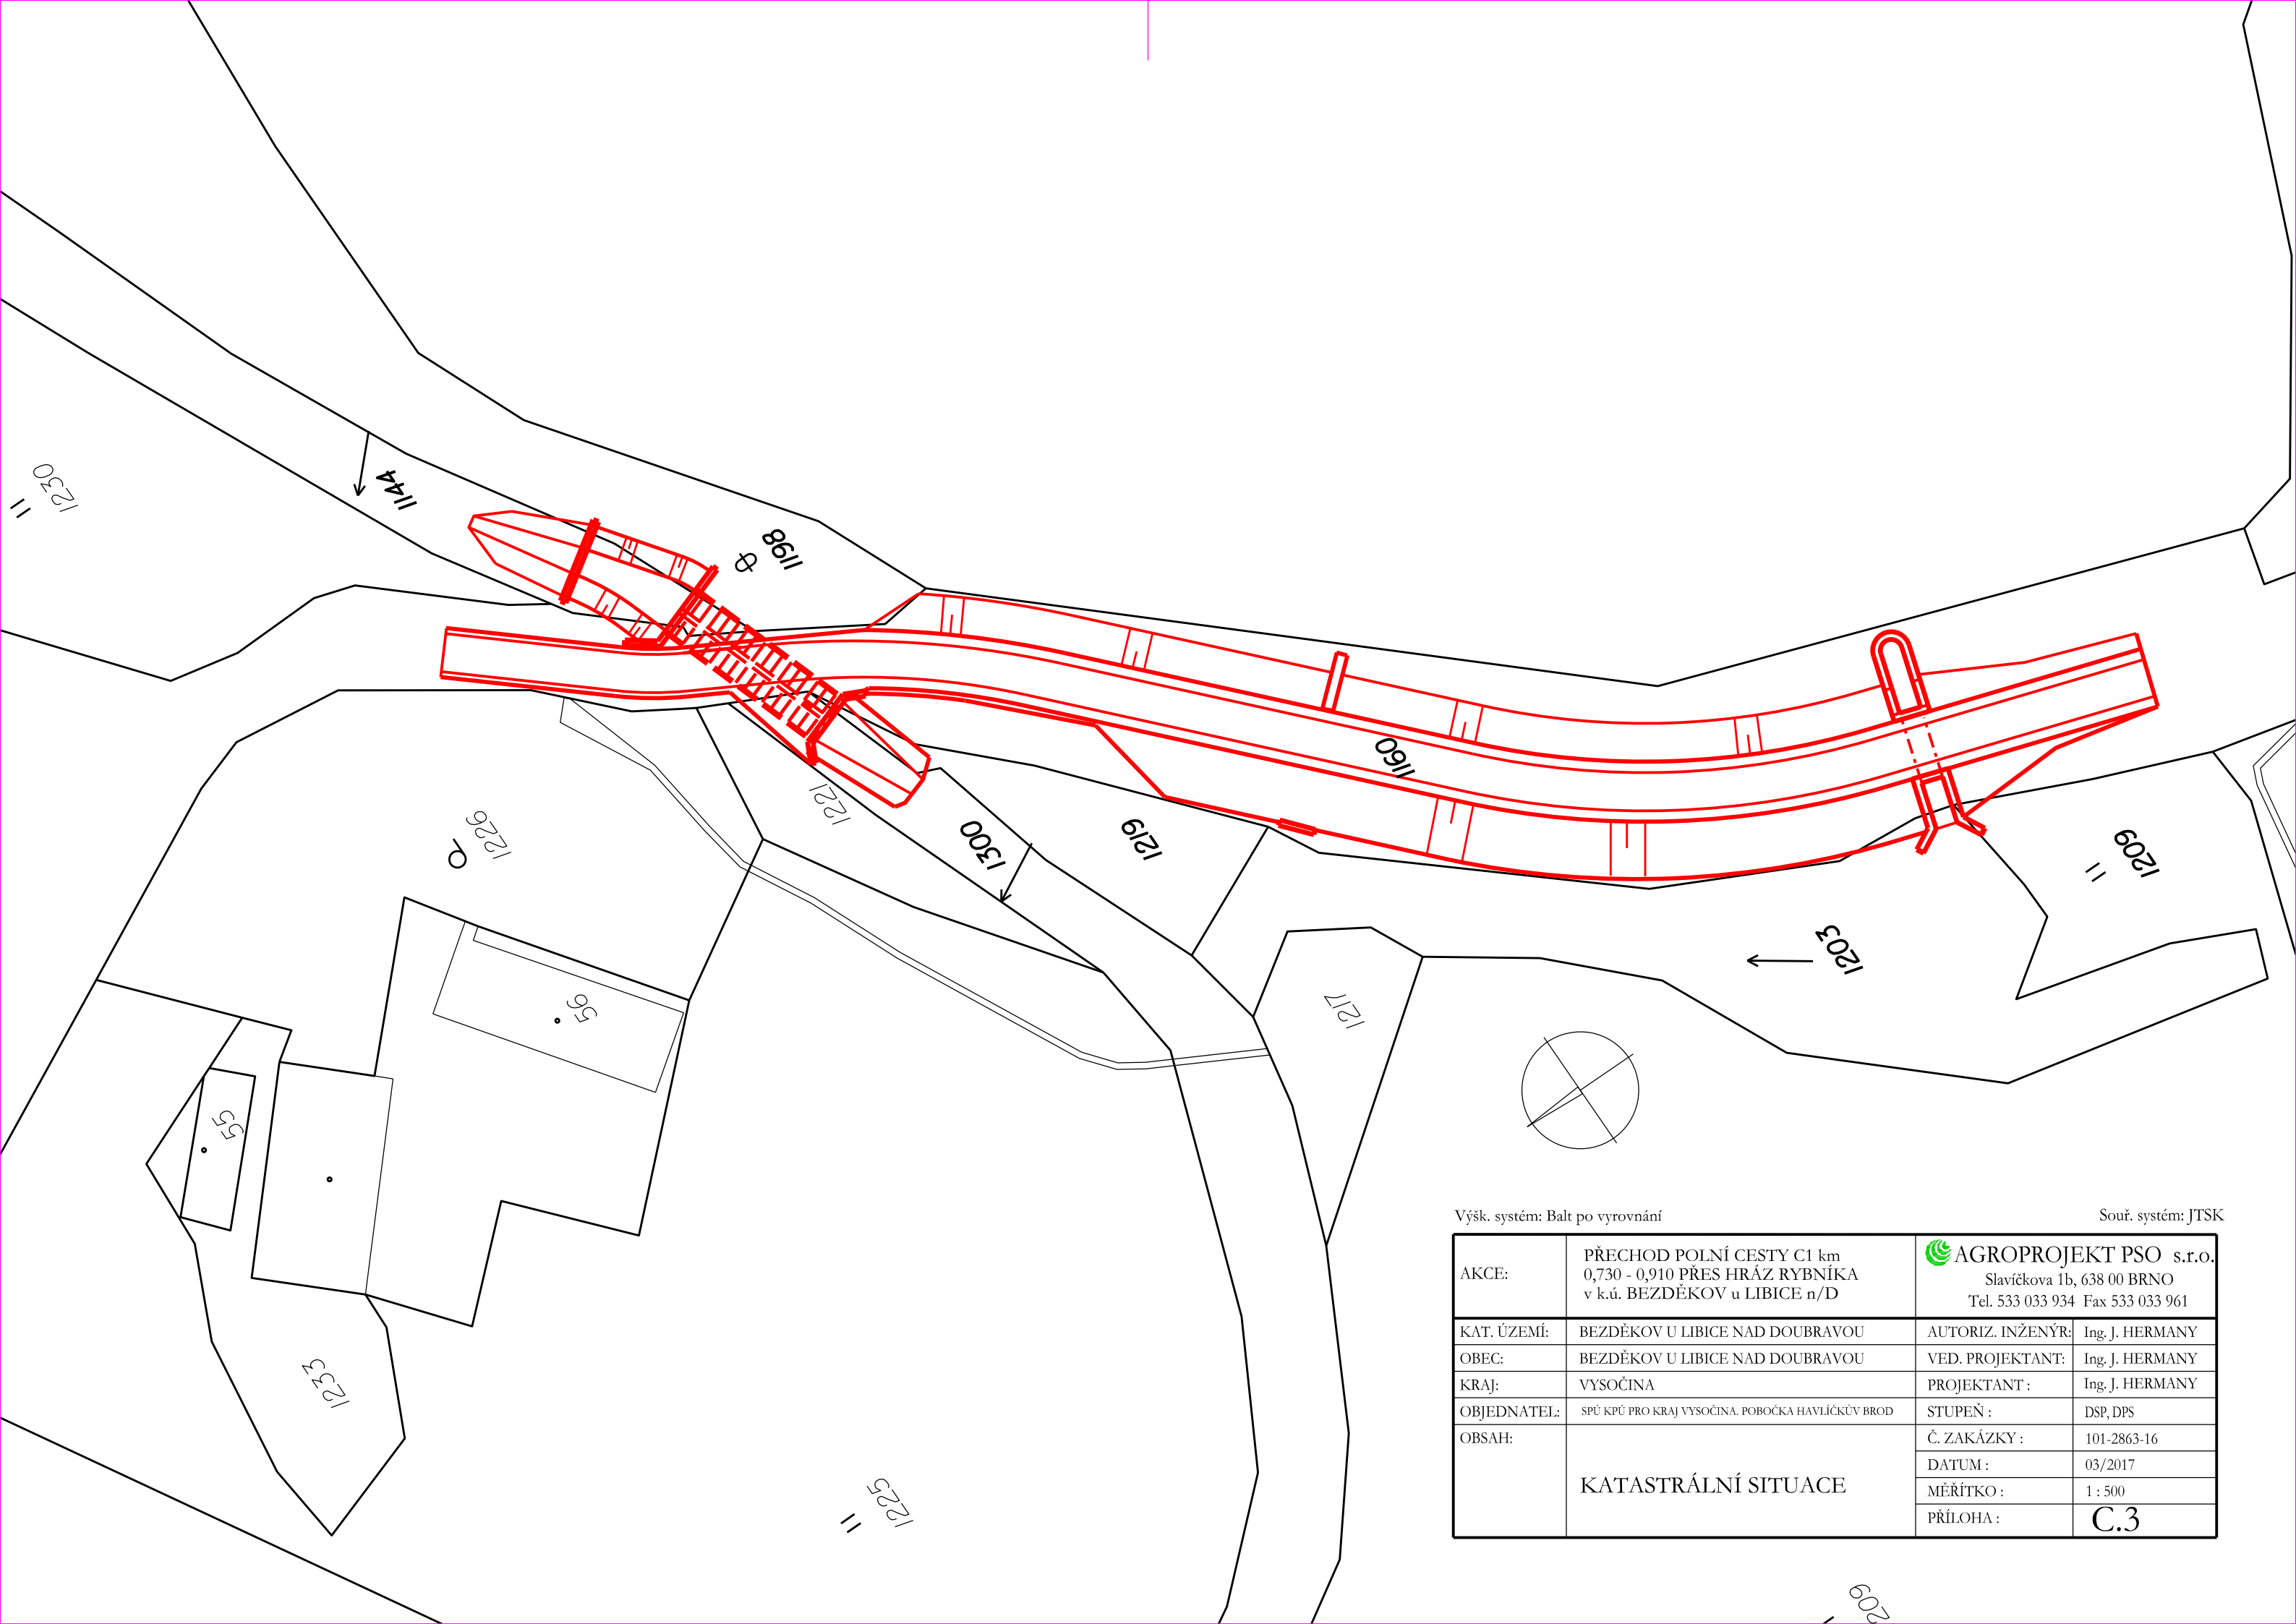 1230
1144
1198
1160
1226
1221
1300
1219
1209
1203
56
1217
55
1233
1225
209
Výšk. systém: Balt po vyrovnání
Souř. systém: JTSK
AKCE:
PŘECHOD POLNÍ CESTY C1 km
0,730 - 0,910 PŘES HRÁZ RYBNÍKA
v k.ú. BEZDĚKOV u LIBICE n/D
AGROPROJEKT PSO s.r.o.
Slavíčkova 1b, 638 00 BRNO
Tel. 533 033 934 Fax 533 033 961
KAT. ÚZEMÍ: BEZDĚKOV U LIBICE NAD DOUBRAVOU
OBEC: BEZDĚKOV U LIBICE NAD DOUBRAVOU
KRAJ: VYSOČINA
OBJEDNATEL: SPÚ KPÚ PRO KRAJ VYSOČINA. POBOČKA HAVLÍČKŮV BROD
OBSAH:
KATASTRÁLNÍ SITUACE
AUTORIZ. INŽENÝR: Ing. J. HERMANY
VED. PROJEKTANT: Ing. J. HERMANY
PROJEKTANT : Ing. J. HERMANY
STUPEŇ : DSP, DPS
Č. ZAKÁZKY : 101-2863-16
DATUM : 03/2017
MĚŘÍTKO : 1 : 500
PŘÍLOHA : C.3